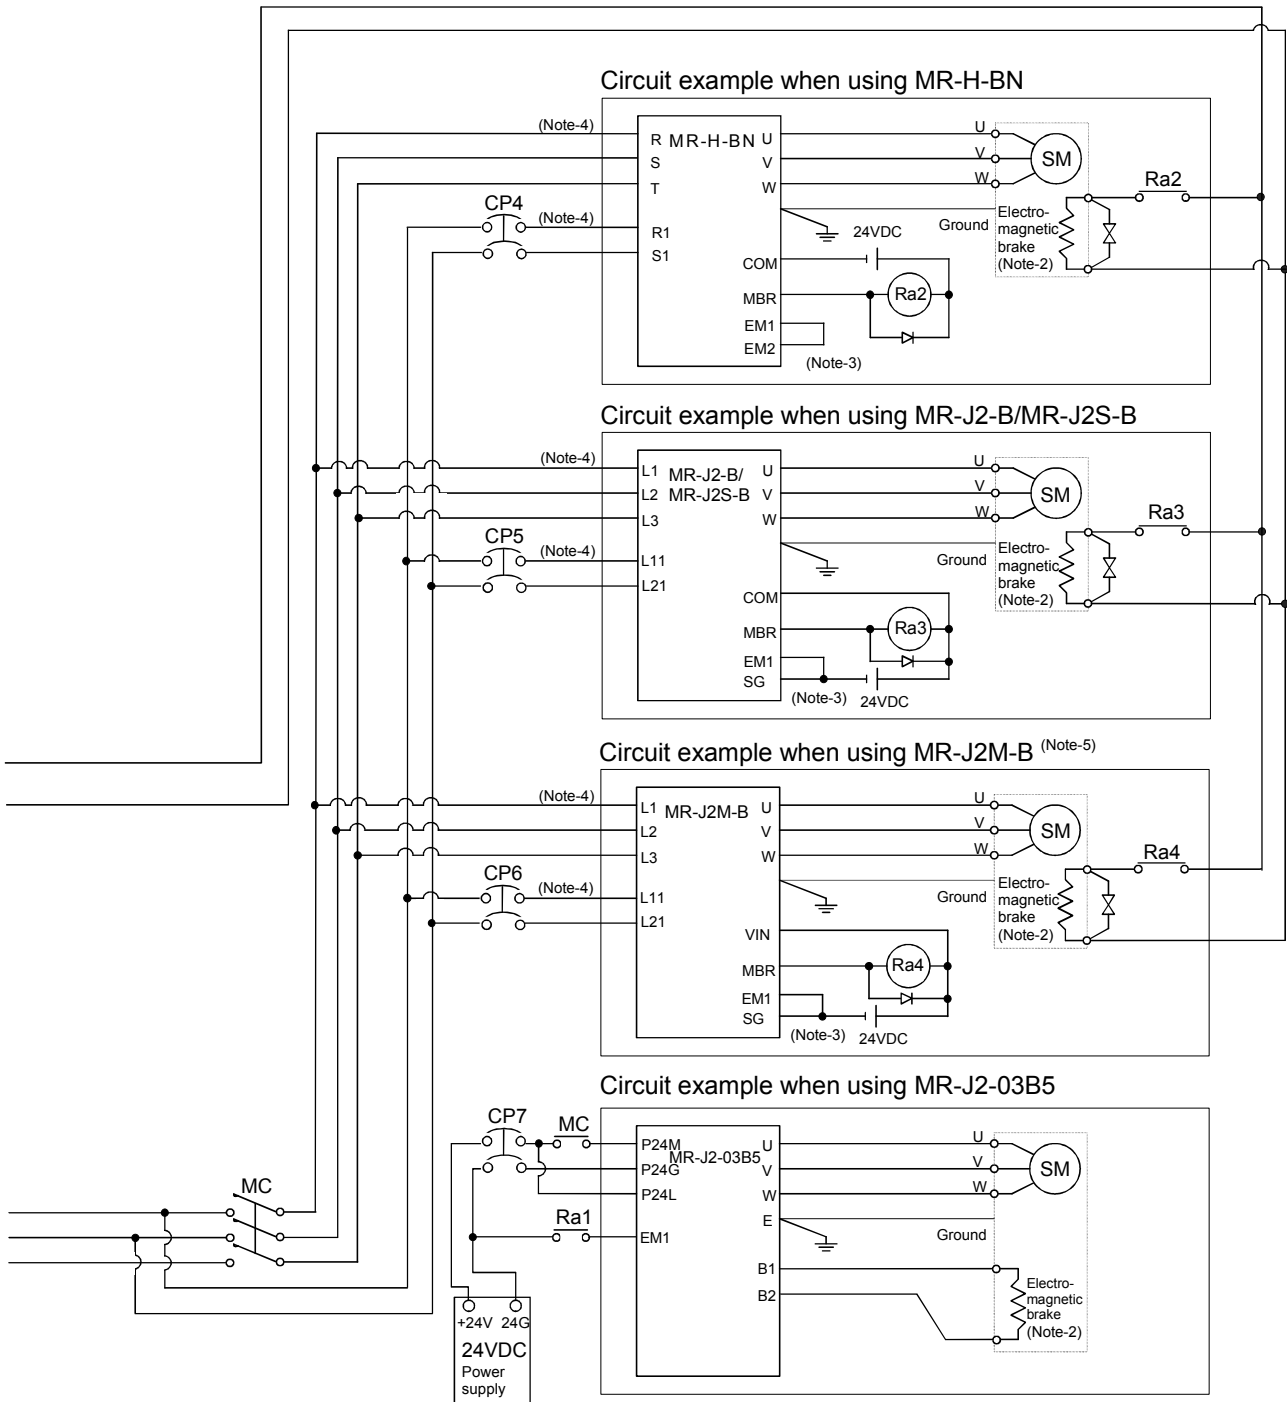 Circuit example when using MR-H-BN
(Note-4)
R MR-H-BN U
S V
T W
U
V
W
SM
CP4
(Note-4)
R1
S1
Ground
Electro-
magnetic
brake
(Note-2)
Ra2
COM
24VDC
MBR
Ra2
EM1
EM2
(Note-3)
Circuit example when using MR-J2-B/MR-J2S-B
(Note-4)
L1 MR-J2-B/ U
L2 MR-J2S-B V
L3 W
U
V
W
SM
CP5
(Note-4)
L11
L21
Ground
Electro-
magnetic
brake
(Note-2)
Ra3
COM
MBR
Ra3
EM1
SG
(Note-3)
24VDC
Circuit example when using MR-J2M-B (Note-5)
(Note-4)
L1 MR-J2M-B U
L2 V
L3 W
U
V
W
SM
CP6
(Note-4)
L11
L21
Ground
Electro-
magnetic
brake
(Note-2)
Ra4
VIN
MBR
Ra4
EM1
SG
(Note-3)
24VDC
Circuit example when using MR-J2-03B5
CP7
MC
P24M U
MR-J2-03B5
P24G V
P24L W
U
V
W
SM
MC
Ra1
EM1
E
Ground
B1
B2
Electro-
magnetic
brake
(Note-2)
+24V 24G
24VDC
Power
supply